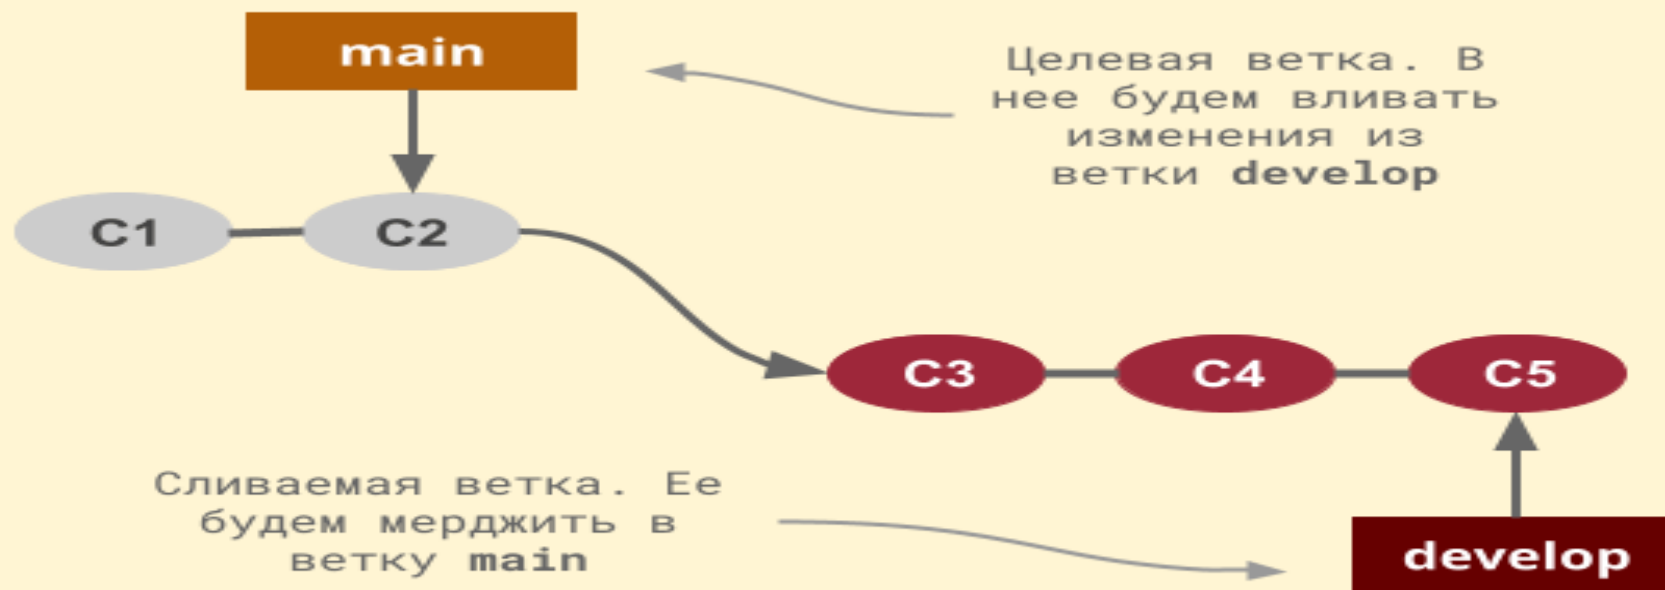 main
Целевая ветка. В
нее будем вливать
изменения из
ветки develop
C1
C2
C3
C4
C5
Сливаемая ветка. Ее
будем мерджить в
ветку main
develop